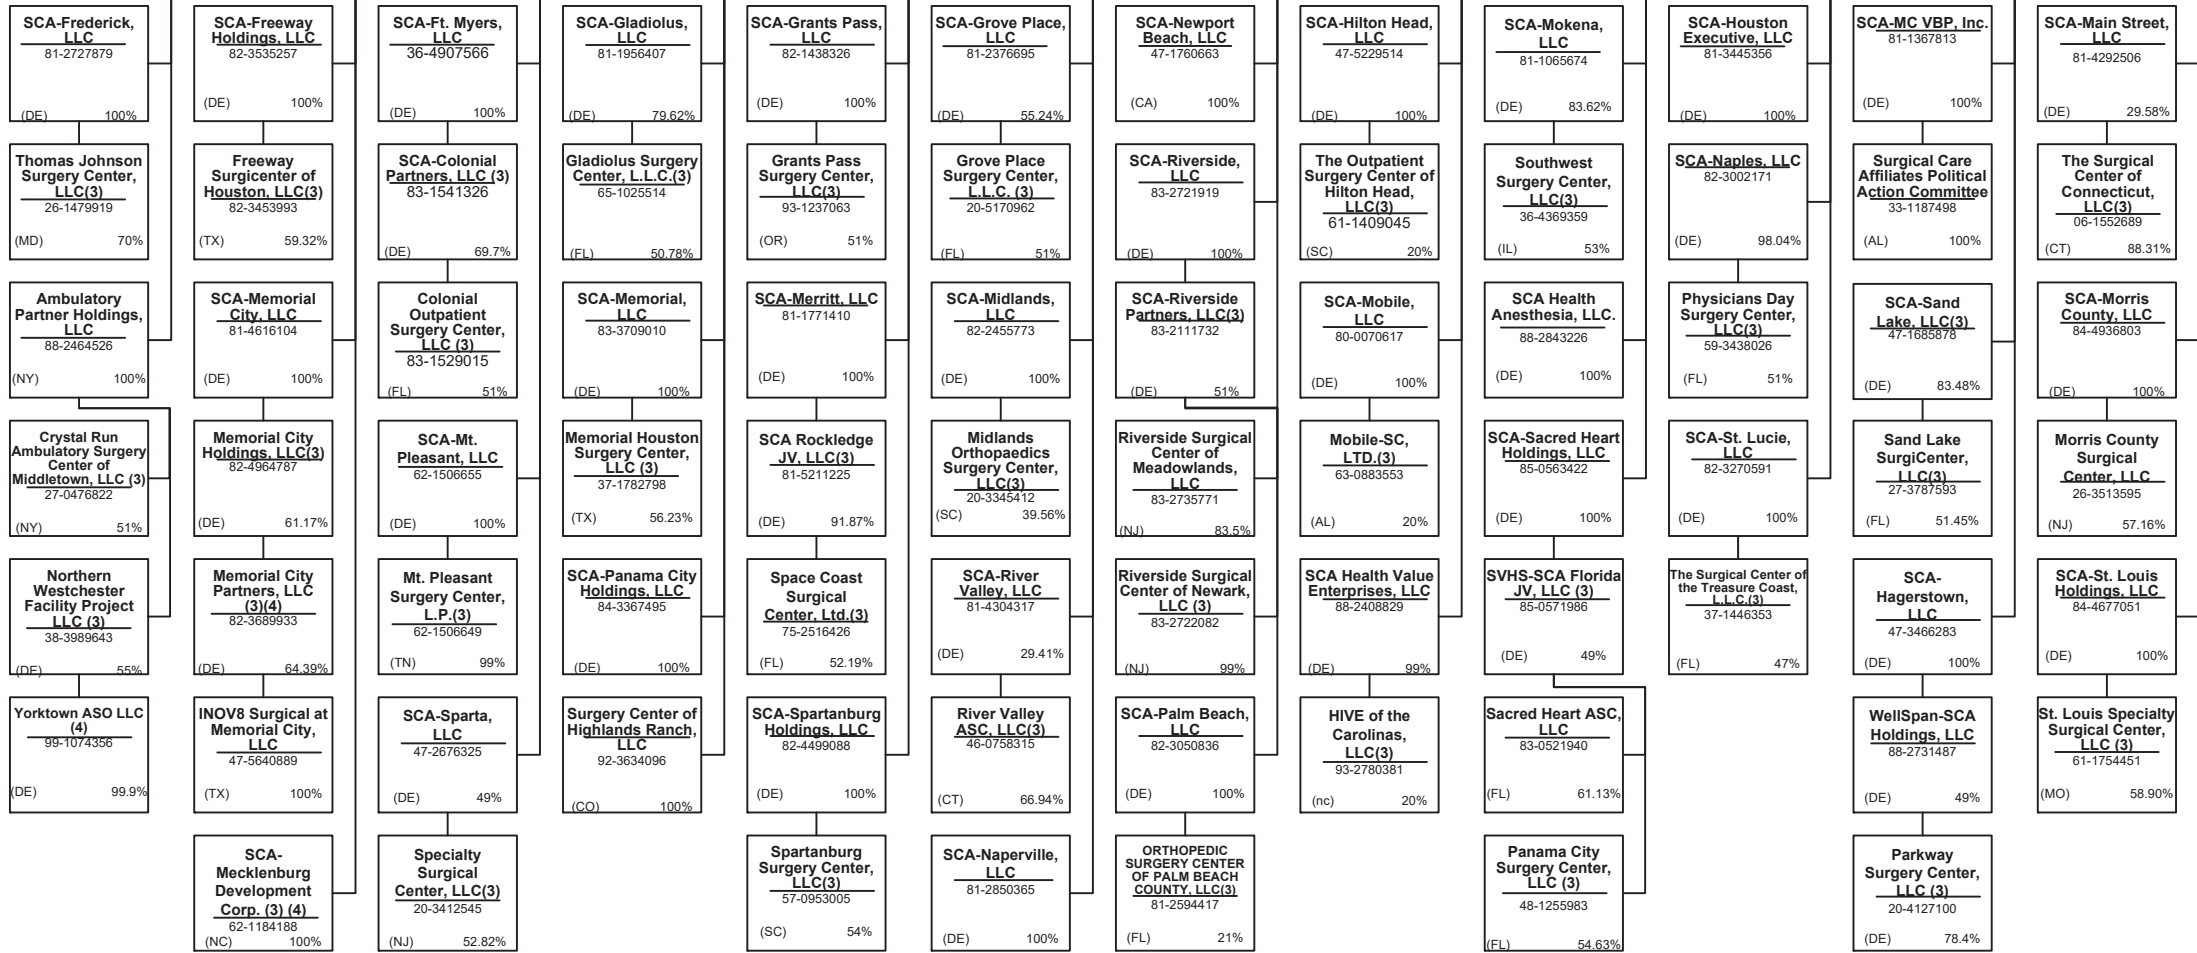 SCA-Frederick,
LLC
81-2727879
(DE) 100%
Thomas Johnson
Surgery Center,
LLC(3)
26-1479919
(MD) 70%
Ambulatory
Partner Holdings,
LLC
88-2464526
(NY) 100%
Crystal Run
Ambulatory Surgery
Center of
Middletown, LLC (3)
27-0476822
(NY) 51%
Northern
Westchester
Facility Project
LLC (3)
38-3989643
(DE) 55%
Yorktown ASO LLC
(4)
99-1074356
(DE) 99.9%
SCA-Freeway
Holdings, LLC
82-3535257
(DE) 100%
Freeway
Surgicenter of
Houston, LLC(3)
82-3453993
(TX) 59.32%
SCA-Memorial
City, LLC
81-4616104
(DE) 100%
Memorial City
Holdings, LLC(3)
82-4964787
(DE) 61.17%
Memorial City
Partners, LLC
(3)(4)
82-3689933
(DE) 64.39%
INOV8 Surgical at
Memorial City,
LLC
47-5640889
(TX) 100%
SCA-
Mecklenburg
Development
Corp. (3) (4)
62-1184188
(NC) 100%
SCA-Ft. Myers,
LLC
36-4907566
(DE) 100%
SCA-Colonial
Partners, LLC (3)
83-1541326
(DE) 69.7%
Colonial
Outpatient
Surgery Center,
LLC (3)
83-1529015
(FL) 51%
SCA-Mt.
Pleasant, LLC
62-1506655
(DE) 100%
Mt. Pleasant
Surgery Center,
L.P.(3)
62-1506649
(TN) 99%
SCA-Sparta,
LLC
47-2676325
(DE) 49%
Specialty
Surgical
Center, LLC(3)
20-3412545
(NJ) 52.82%
SCA-Gladiolus,
LLC
81-1956407
(DE) 79.62%
Gladiolus Surgery
Center, L.L.C.(3)
65-1025514
(FL) 50.78%
SCA-Memorial,
LLC
83-3709010
(DE) 100%
Memorial Houston
Surgery Center,
LLC (3)
37-1782798
(TX) 56.23%
SCA-Panama City
Holdings, LLC
84-3367495
(DE) 100%
Surgery Center of
Highlands Ranch,
LLC
92-3634096
(CO) 100%
SCA-Grants Pass,
LLC
82-1438326
(DE) 100%
Grants Pass
Surgery Center,
LLC(3)
93-1237063
(OR) 51%
SCA-Merritt, LLC
81-1771410
(DE) 100%
SCA Rockledge
JV, LLC(3)
81-5211225
(DE) 91.87%
Space Coast
Surgical
Center, Ltd.(3)
75-2516426
(FL) 52.19%
SCA-Spartanburg
Holdings, LLC
82-4499088
(DE) 100%
Spartanburg
Surgery Center,
LLC(3)
57-0953005
(SC) 54%
SCA-Grove Place,
LLC
81-2376695
(DE) 55.24%
Grove Place
Surgery Center,
L.L.C. (3)
20-5170962
(FL) 51%
SCA-Midlands,
LLC
82-2455773
(DE) 100%
Midlands
Orthopaedics
Surgery Center,
LLC(3)
20-3345412
(SC) 39.56%
SCA-River
Valley, LLC
81-4304317
(DE) 29.41%
River Valley
ASC, LLC(3)
46-0758315
(CT) 66.94%
SCA-Naperville,
LLC
81-2850365
(DE) 100%
SCA-Newport
Beach, LLC
47-1760663
(CA) 100%
SCA-Riverside,
LLC
83-2721919
(DE) 100%
SCA-Riverside
Partners, LLC(3)
83-2111732
(DE) 51%
Riverside Surgical
Center of
Meadowlands,
LLC
83-2735771
(NJ) 83.5%
Riverside Surgical
Center of Newark,
LLC (3)
83-2722082
(NJ) 99%
SCA-Palm Beach,
LLC
82-3050836
(DE) 100%
ORTHOPEDIC
SURGERY CENTER
OF PALM BEACH
COUNTY, LLC(3)
81-2594417
(FL) 21%
SCA-Hilton Head,
LLC
47-5229514
(DE) 100%
The Outpatient
Surgery Center of
Hilton Head,
LLC(3)
61-1409045
(SC) 20%
SCA-Mobile,
LLC
80-0070617
(DE) 100%
Mobile-SC,
LTD.(3)
63-0883553
(AL) 20%
SCA Health Value
Enterprises, LLC
88-2408829
(DE) 99%
HIVE of the
Carolinas,
LLC(3)
93-2780381
(nc) 20%
SCA-Mokena,
LLC
81-1065674
(DE) 83.62%
Southwest
Surgery Center,
LLC(3)
36-4369359
(IL) 53%
SCA Health
Anesthesia, LLC.
88-2843226
(DE) 100%
SCA-Sacred Heart
Holdings, LLC
85-0563422
(DE) 100%
SVHS-SCA Florida
JV, LLC (3)
85-0571986
(DE) 49%
Sacred Heart ASC,
LLC
83-0521940
(FL) 61.13%
Panama City
Surgery Center,
LLC (3)
48-1255983
(FL) 54.63%
SCA-Houston
Executive, LLC
81-3445356
(DE) 100%
SCA-Naples, LLC
82-3002171
(DE) 98.04%
Physicians Day
Surgery Center,
LLC(3)
59-3438026
(FL) 51%
SCA-St. Lucie,
LLC
82-3270591
(DE) 100%
The Surgical Center of
the Treasure Coast,
L.L.C.(3)
37-1446353
(FL) 47%
SCA-MC VBP, Inc.
81-1367813
(DE) 100%
Surgical Care
Affiliates Political
Action Committee
33-1187498
(AL) 100%
SCA-Sand
Lake, LLC(3)
47-1685878
(DE) 83.48%
Sand Lake
SurgiCenter,
LLC(3)
27-3787593
(FL) 51.45%
SCA-
Hagerstown,
LLC
47-3466283
(DE) 100%
WellSpan-SCA
Holdings, LLC
88-2731487
(DE) 49%
Parkway
Surgery Center,
LLC (3)
20-4127100
(DE) 78.4%
SCA-Main Street,
LLC
81-4292506
(DE) 29.58%
The Surgical
Center of
Connecticut,
LLC(3)
06-1552689
(CT) 88.31%
SCA-Morris
County, LLC
84-4936803
(DE) 100%
Morris County
Surgical
Center, LLC
26-3513595
(NJ) 57.16%
SCA-St. Louis
Holdings, LLC
84-4677051
(DE) 100%
St. Louis Specialty
Surgical Center,
LLC (3)
61-1754451
(MO) 58.90%